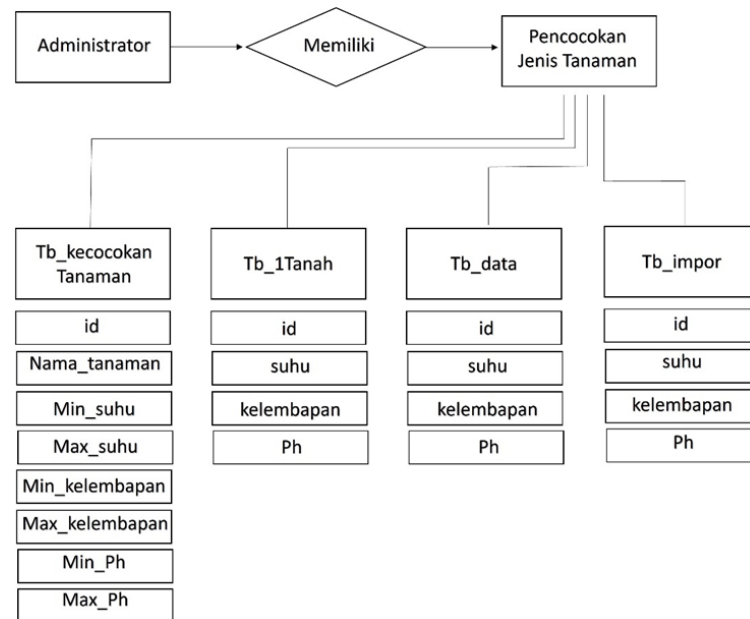 Administrator
Memiliki
Pencocokan
Jenis Tanaman
Tb_kecocokan
Tanaman
id
Nama_tanaman
Min_suhu
Max_suhu
Min_kelembapan
Max_kelembapan
Min_Ph
Max_Ph
Tb_1Tanah
id
suhu
kelembapan
Ph
Tb_data
id
suhu
kelembapan
Ph
Tb_impor
id
suhu
kelembapan
Ph